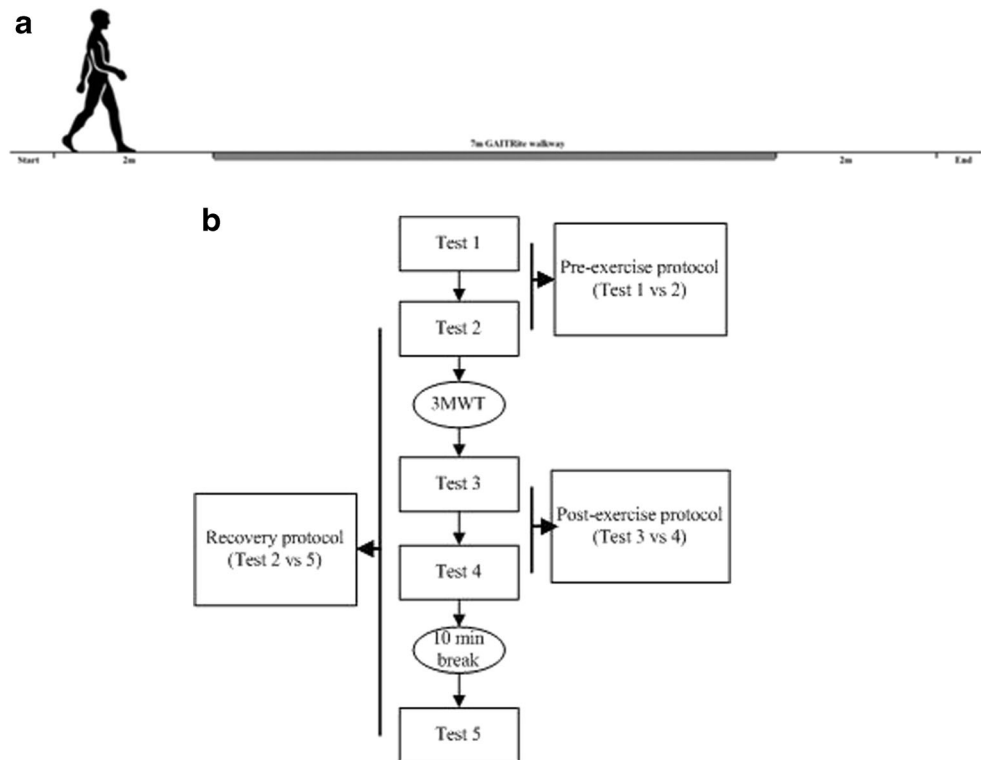 a
7m GAITRite walkway
Start
2m
2m
End
b
Test 1
Pre-exercise protocol
(Test 1 vs 2)
Test 2
3MWT
Test 3
Post-exercise protocol
(Test 3 vs 4)
Recovery protocol
(Test 2 vs 5)
Test 4
10 min
break
Test 5